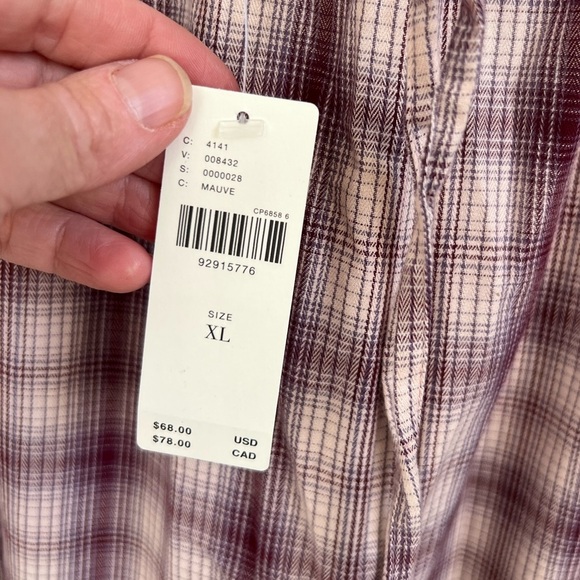 C: 4141
V: 008432
S: 0000028
C: MAUVE
CP6858 6
92915776
SIZE
XL
$68.00 USD
$78.00 CAD